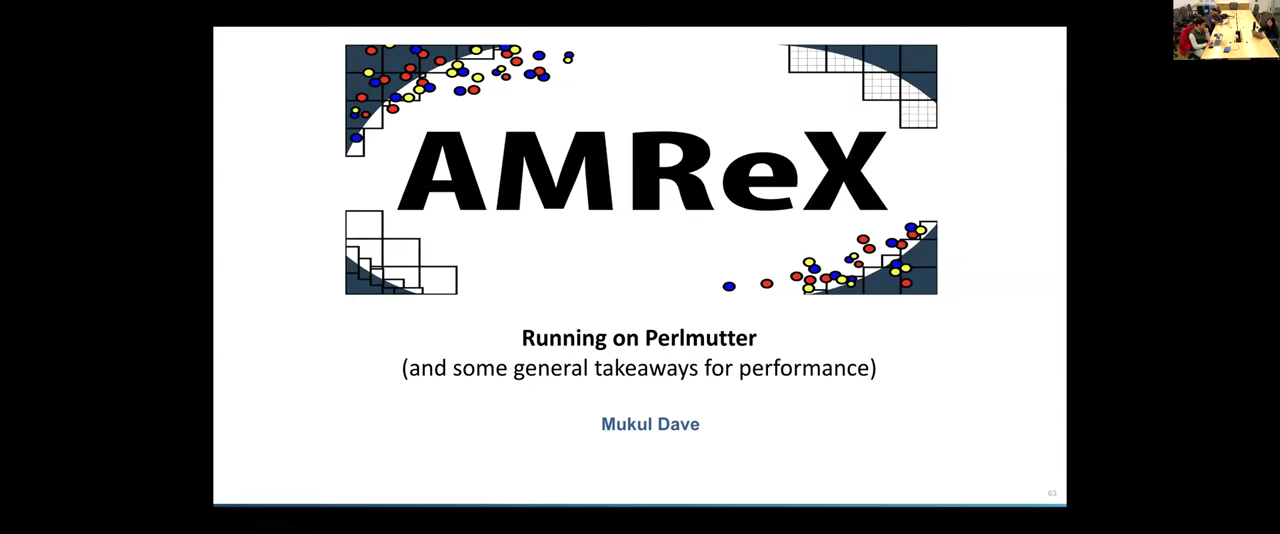 AMReX
Running on Perlmutter
(and some general takeaways for performance)
Mukul Dave
63